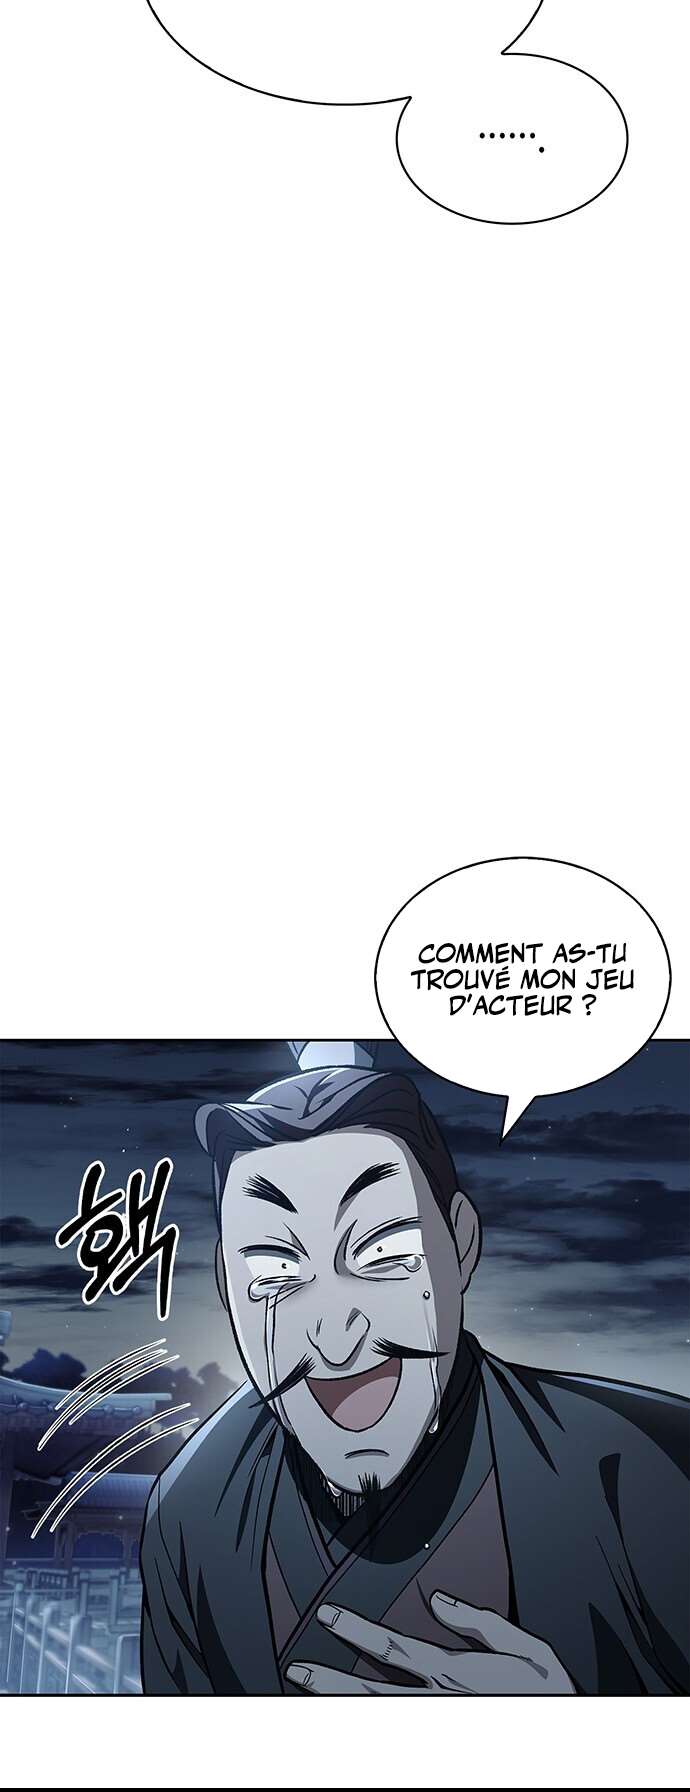 .......
COMMENT AS-TU
TROUVÉ MON JEU
D'ACTEUR ?
홱